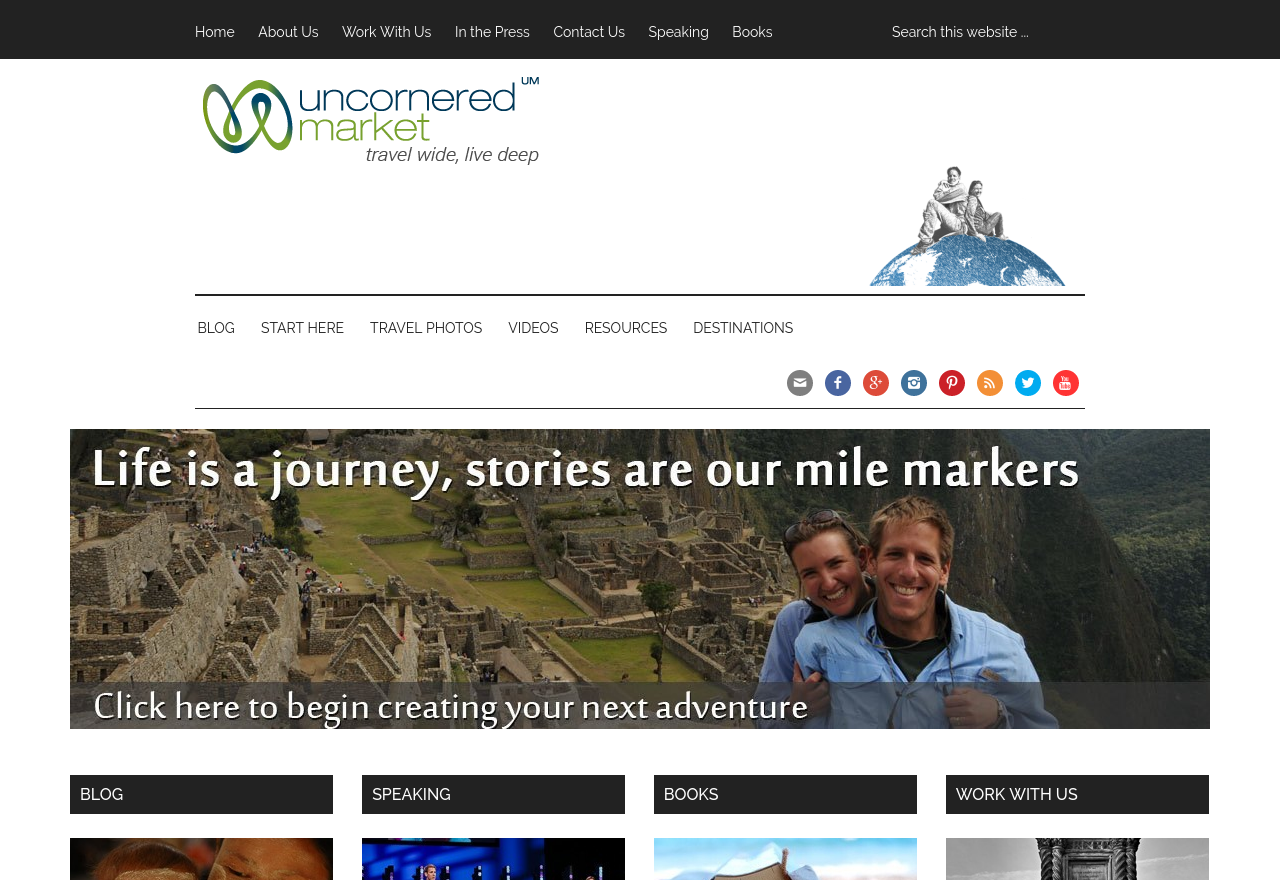 Home About Us Work With Us In the Press Contact Us Speaking Books Search this website ...
uncornered UM
market
travel wide, live deep
BLOG START HERE TRAVEL PHOTOS VIDEOS RESOURCES DESTINATIONS
You Tube
Life is a journey, stories are our mile markers
Click here to begin creating your next adventure
BLOG SPEAKING BOOKS WORK WITH US